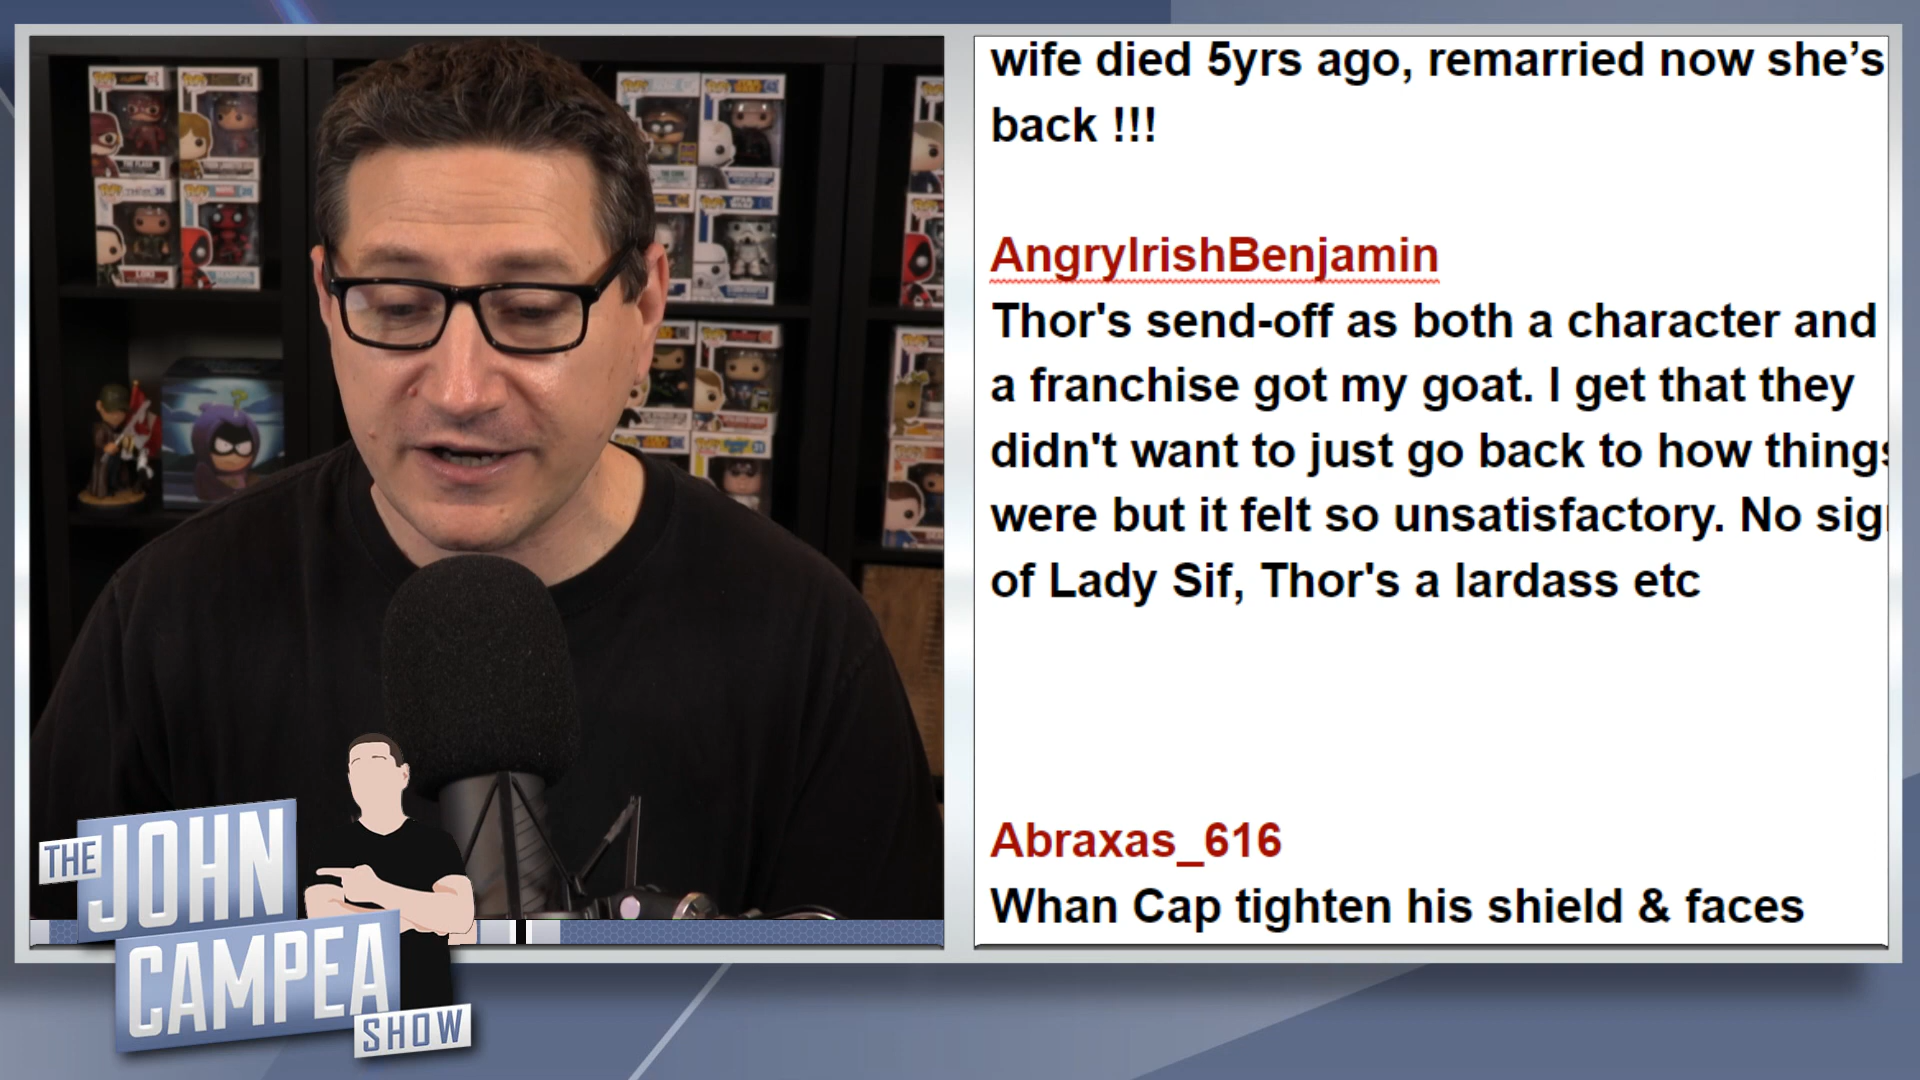 wife died 5yrs ago, remarried now she's
back !!!
AngryIrishBenjamin
Thor's send-off as both a character and
a franchise got my goat. I get that they
didn't want to just go back to how things
were but it felt so unsatisfactory. No sig
of Lady Sif, Thor's a lardass etc
Abraxas_616
Whan Cap tighten his shield & faces
THE
JOHN
CAMPEA
SHOW